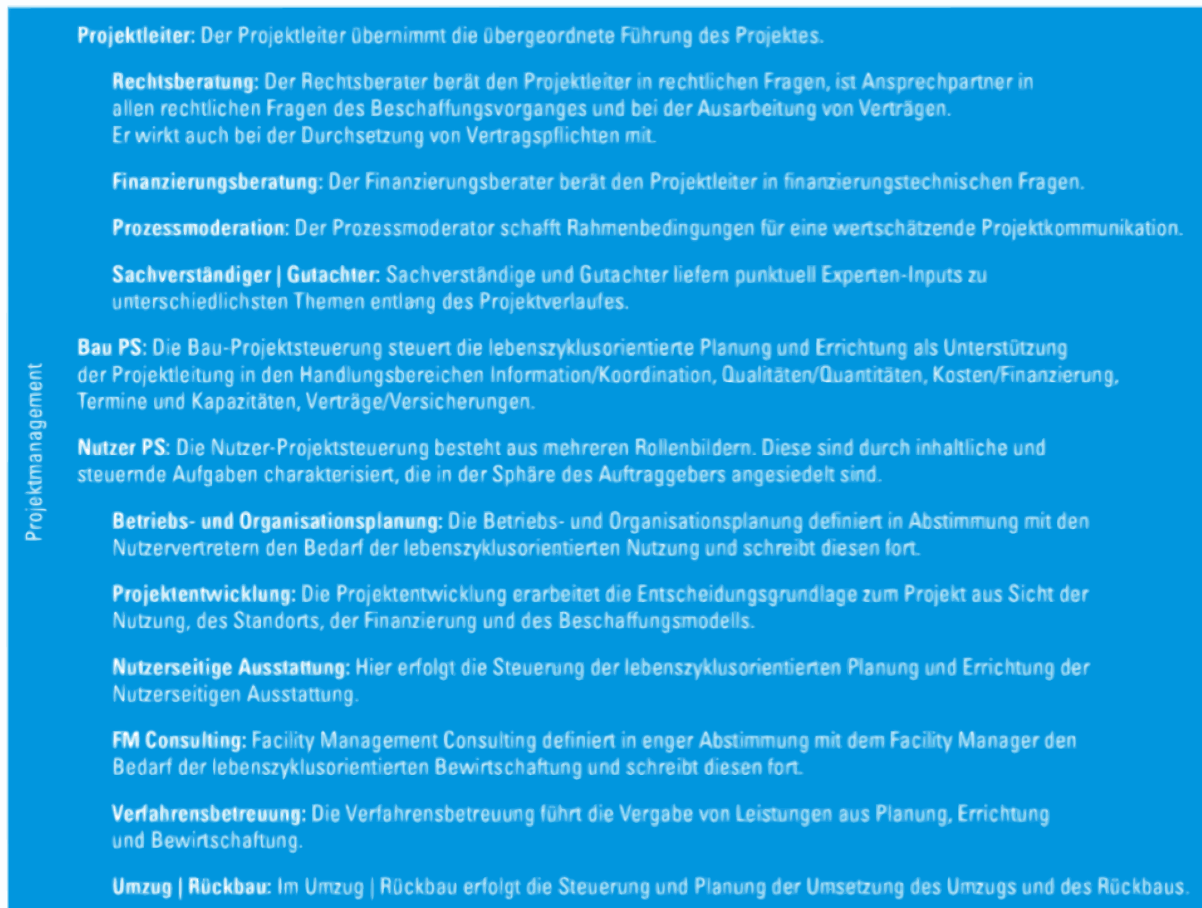 Projektleiter: Der Projektleiter übernimmt die übergeordnete Führung des Projektes.
Rechtsberatung: Der Rechtsberater berät den Projektleiter in rechtlichen Fragen, ist Ansprechpartner in
allen rechtlichen Fragen des Beschaffungsvorganges und bei der Ausarbeitung von Verträgen.
Er wirkt auch bei der Durchsetzung von Vertragspflichten mit.
Finanzierungsberatung: Der Finanzierungsberater berät den Projektleiter in finanzierungstechnischen Fragen.
Prozessmoderation: Der Prozessmoderator schafft Rahmenbedingungen für eine wertschätzende Projektkommunikation.
Sachverständiger | Gutachter: Sachverständige und Gutachter liefern punktuell Experten-Inputs zu
unterschiedlichsten Themen entlang des Projektverlaufes.
Bau PS: Die Bau-Projektsteuerung steuert die lebenszyklusorientierte Planung und Errichtung als Unterstützung
der Projektleitung in den Handlungsbereichen Information/Koordination, Qualitäten/Quantitäten, Kosten/Finanzierung,
Termine und Kapazitäten, Verträge/Versicherungen.
Nutzer PS: Die Nutzer-Projektsteuerung besteht aus mehreren Rollenbildern. Diese sind durch inhaltliche und
steuernde Aufgaben charakterisiert, die in der Sphäre des Auftraggebers angesiedelt sind.
Betriebs- und Organisationsplanung: Die Betriebs- und Organisationsplanung definiert in Abstimmung mit den
Nutzervertretern den Bedarf der lebenszyklusorientierten Nutzung und schreibt diesen fort.
Projektentwicklung: Die Projektentwicklung erarbeitet die Entscheidungsgrundlage zum Projekt aus Sicht der
Nutzung, des Standorts, der Finanzierung und des Beschaffungsmodells.
Nutzerseitige Ausstattung: Hier erfolgt die Steuerung der lebenszyklusorientierten Planung und Errichtung der
Nutzerseitigen Ausstattung.
FM Consulting: Facility Management Consulting definiert in enger Abstimmung mit dem Facility Manager den
Bedarf der lebenszyklusorientierten Bewirtschaftung und schreibt diesen fort.
Verfahrensbetreuung: Die Verfahrensbetreuung führt die Vergabe von Leistungen aus Planung, Errichtung
und Bewirtschaftung.
Umzug | Rückbau: Im Umzug | Rückbau erfolgt die Steuerung und Planung der Umsetzung des Umzugs und des Rückbaus.
Projektmanagement